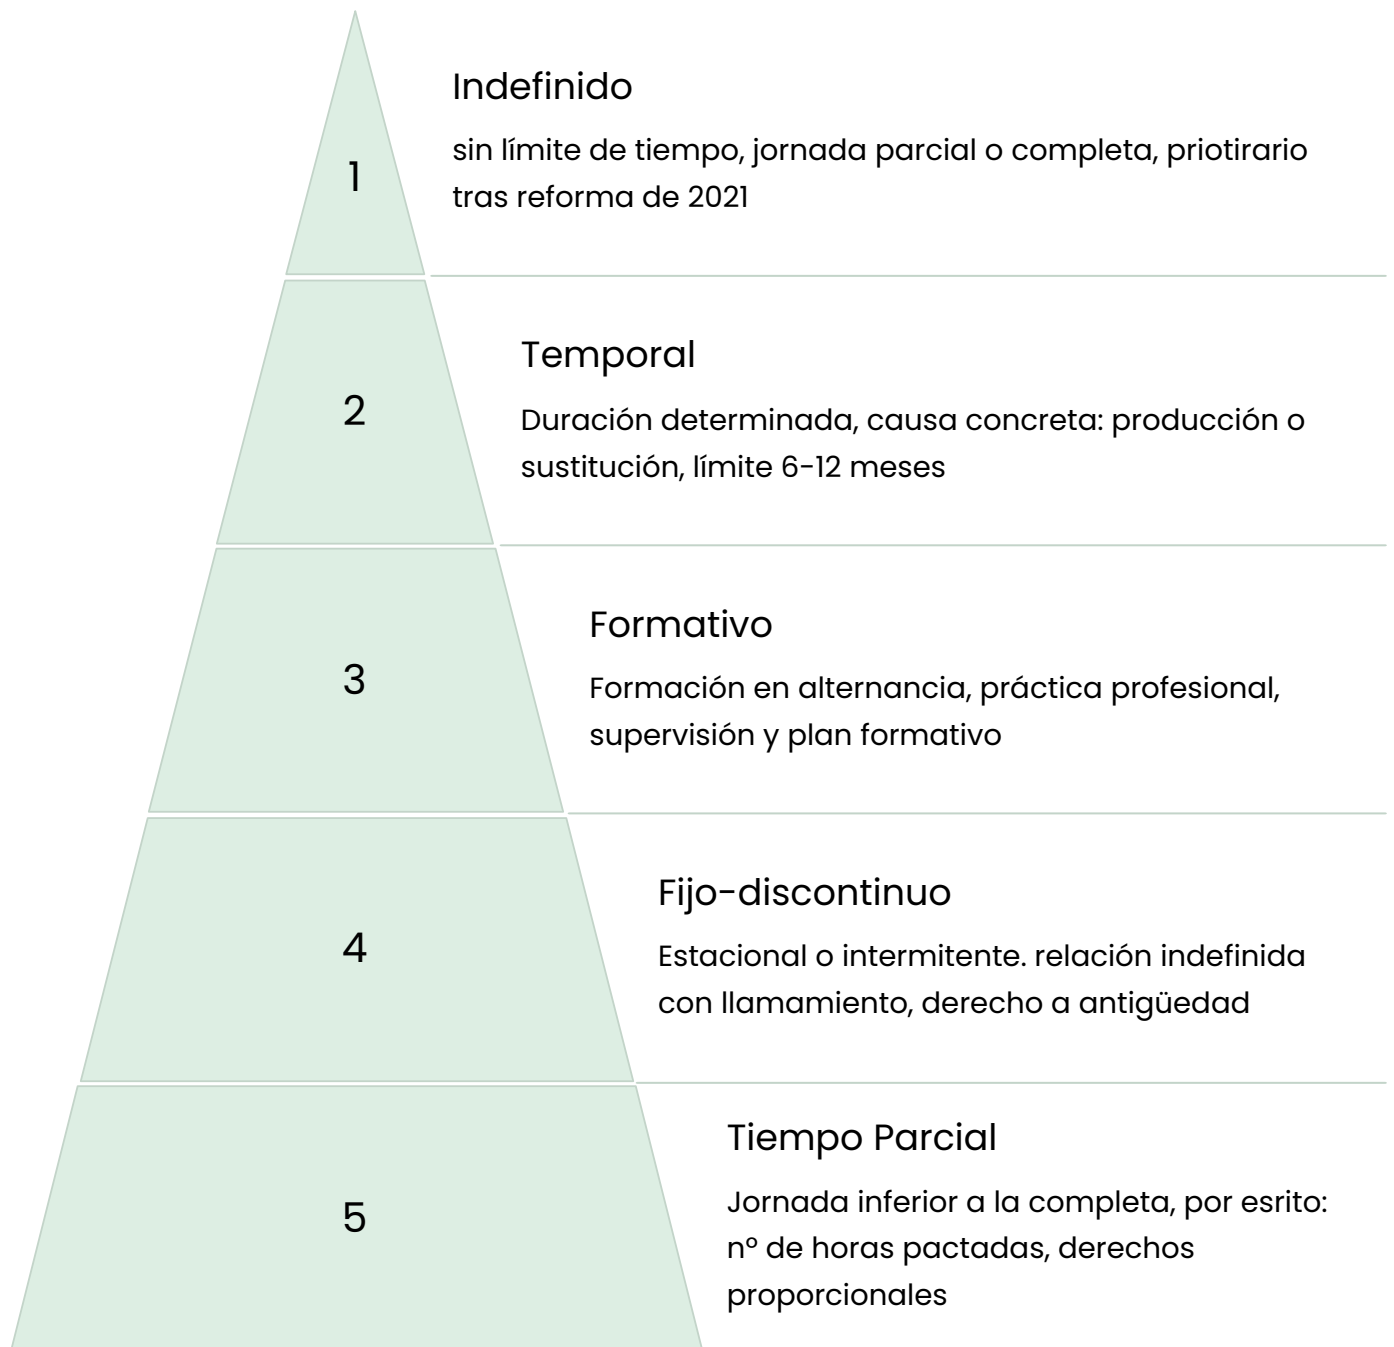 1
Indefinido
sin límite de tiempo, jornada parcial o completa, priotirario
tras reforma de 2021
2
Temporal
Duración determinada, causa concreta: producción o
sustitución, límite 6-12 meses
3
Formativo
Formación en alternancia, práctica profesional,
supervisión y plan formativo
4
Fijo-discontinuo
Estacional o intermitente. relación indefinida
con llamamiento, derecho a antigüedad
5
Tiempo Parcial
Jornada inferior a la completa, por esrito:
nº de horas pactadas, derechos
proporcionales